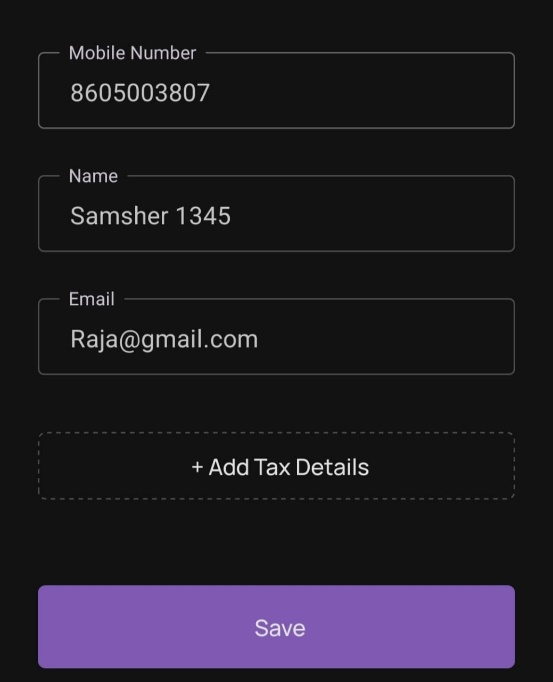 Mobile Number
8605003807
Name
Samsher 1345
Email
Raja@gmail.com
+ Add Tax Details
Save